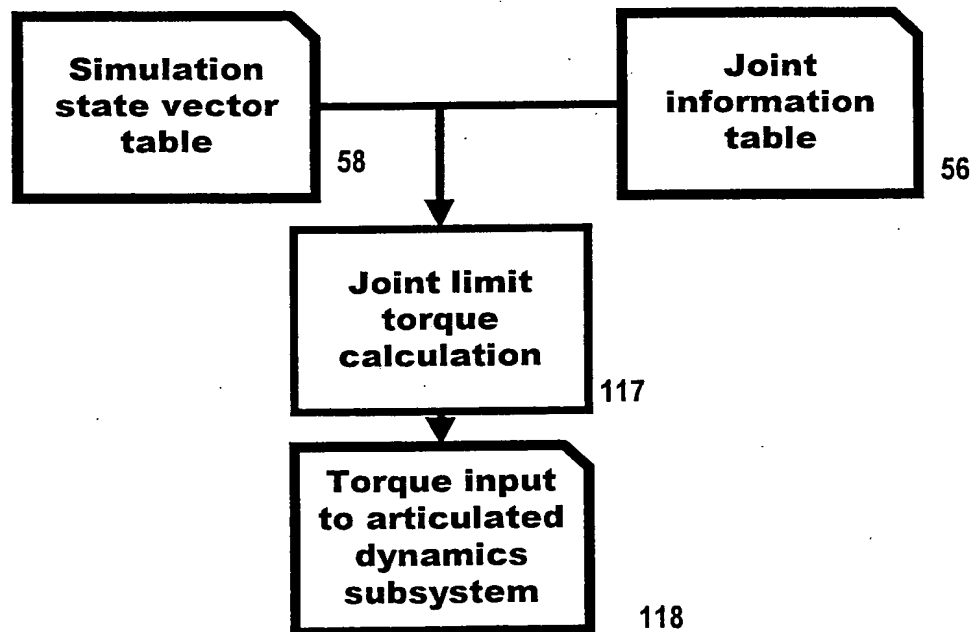 Simulation
state vector
table
58
Joint
information
table
56
Joint limit
torque
calculation
117
Torque input
to articulated
dynamics
subsystem
118